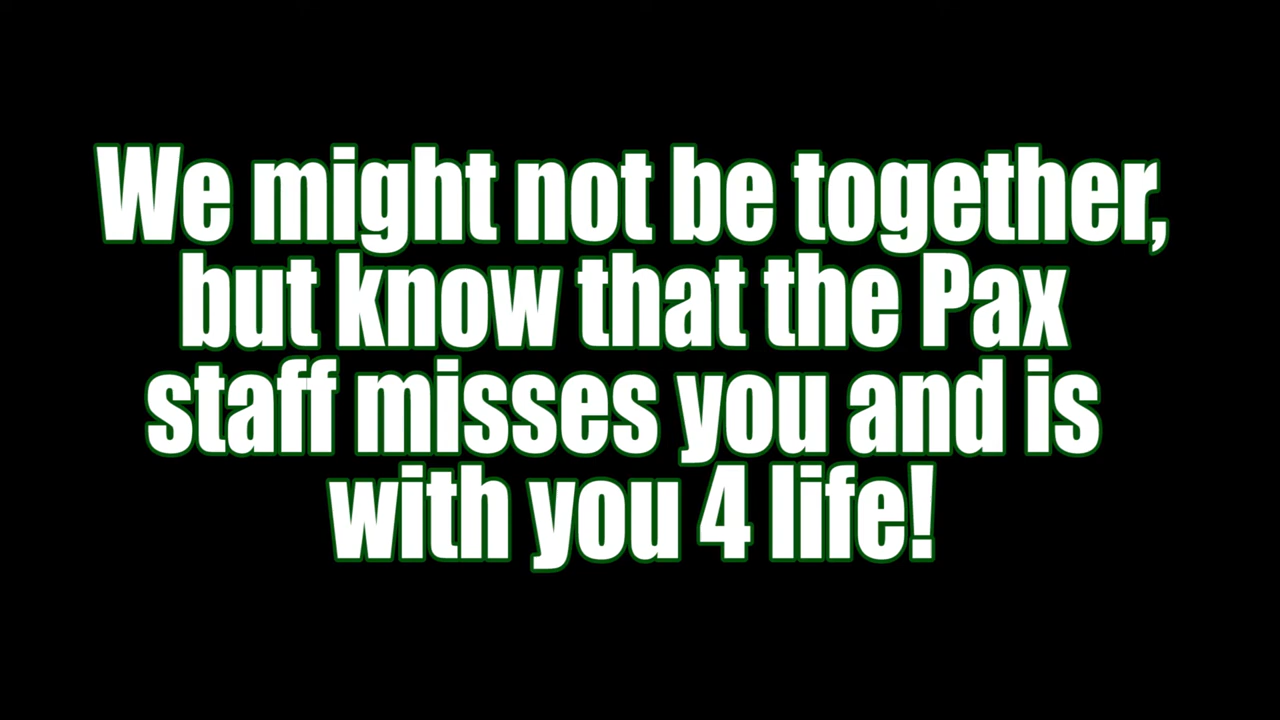 We might not be together,
but know that the Pax
staff misses you and is
with you 4 life!